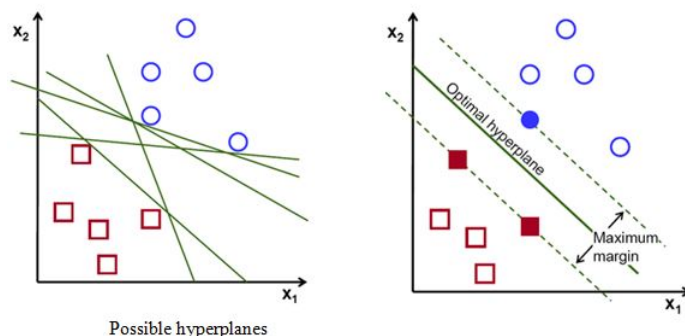 x₂
x₁
Possible hyperplanes
x₂
Optimal hyperplane
Maximum
margin
x₁